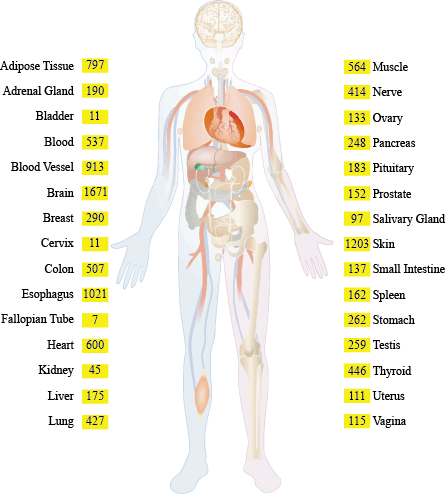 Adipose Tissue 797
Adrenal Gland 190
Bladder 11
Blood 537
Blood Vessel 913
Brain 1671
Breast 290
Cervix 11
Colon 507
Esophagus 1021
Fallopian Tube 7
Heart 600
Kidney 45
Liver 175
Lung 427
564 Muscle
414 Nerve
133 Ovary
248 Pancreas
183 Pituitary
152 Prostate
97 Salivary Gland
1203 Skin
137 Small Intestine
162 Spleen
262 Stomach
259 Testis
446 Thyroid
111 Uterus
115 Vagina